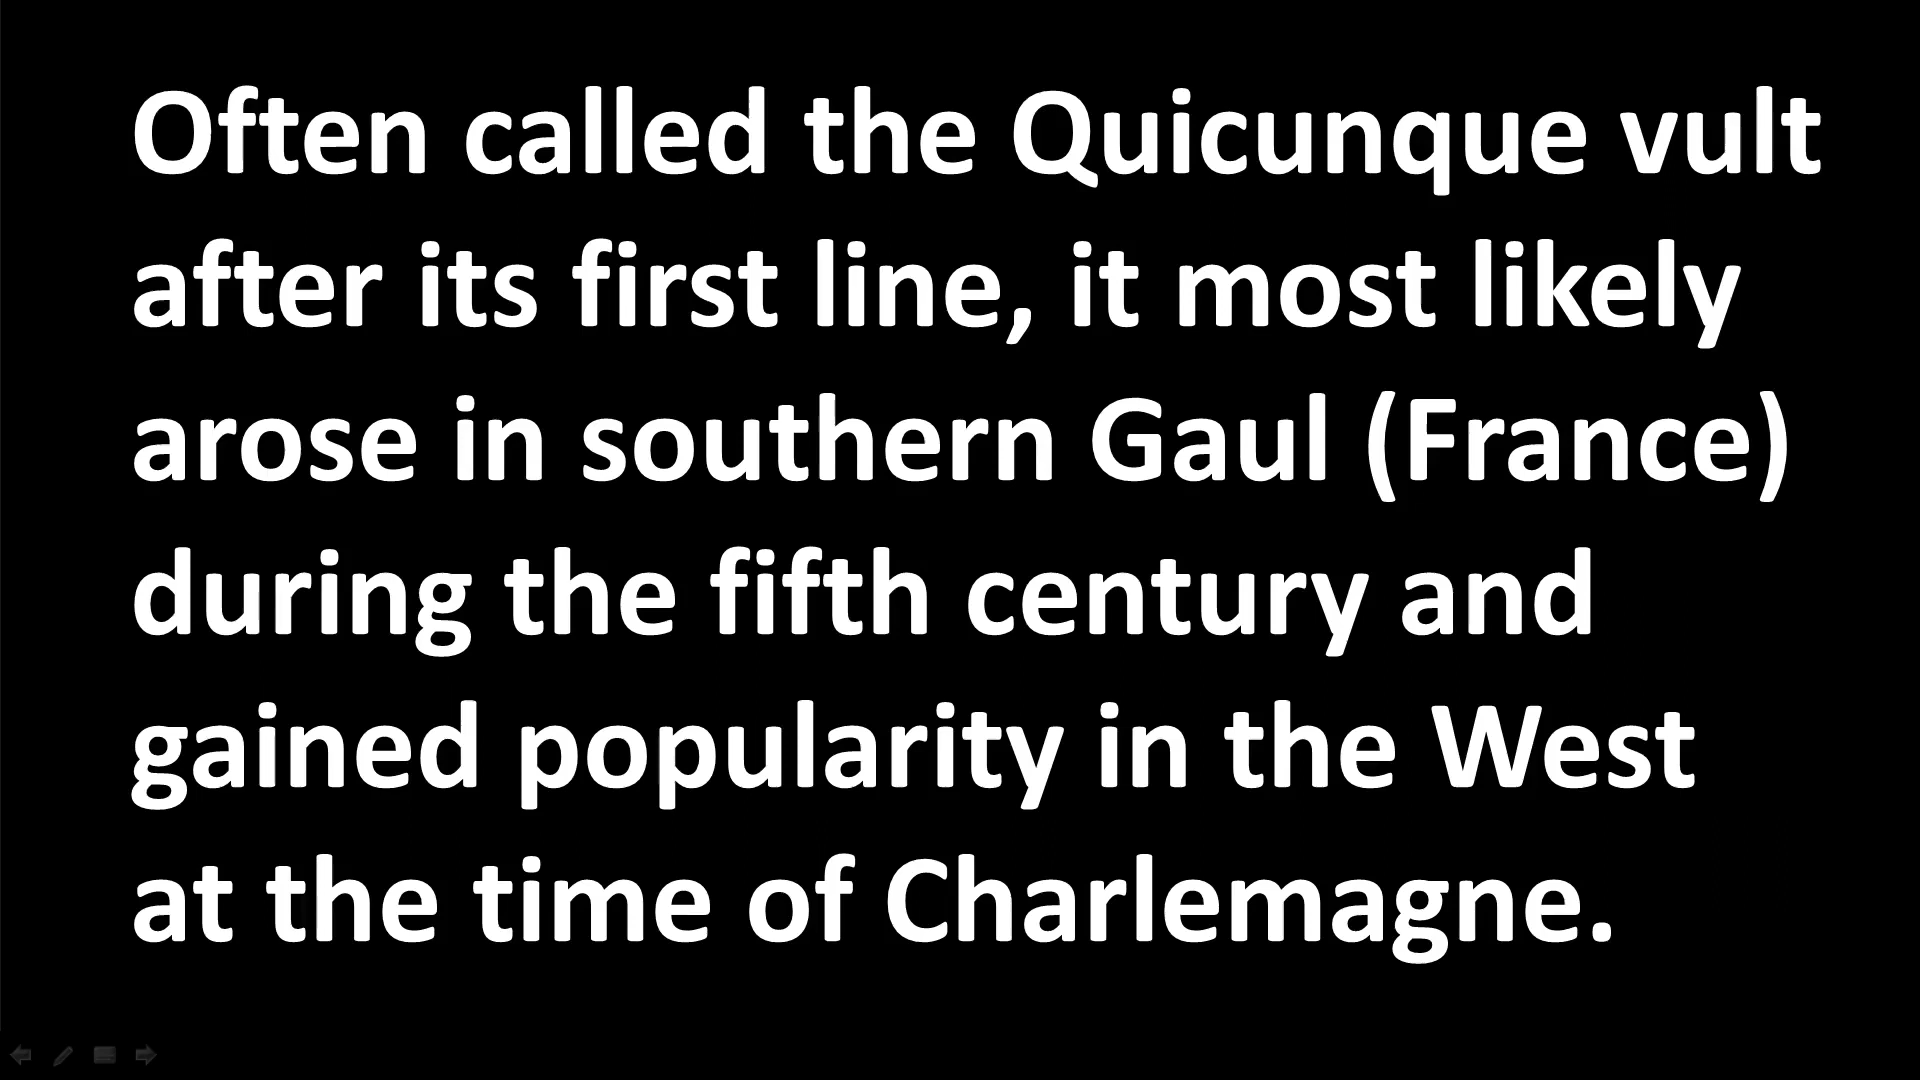 Often called the Quicunque vult
after its first line, it most likely
arose in southern Gaul (France)
during the fifth century and
gained popularity in the West
at the time of Charlemagne.